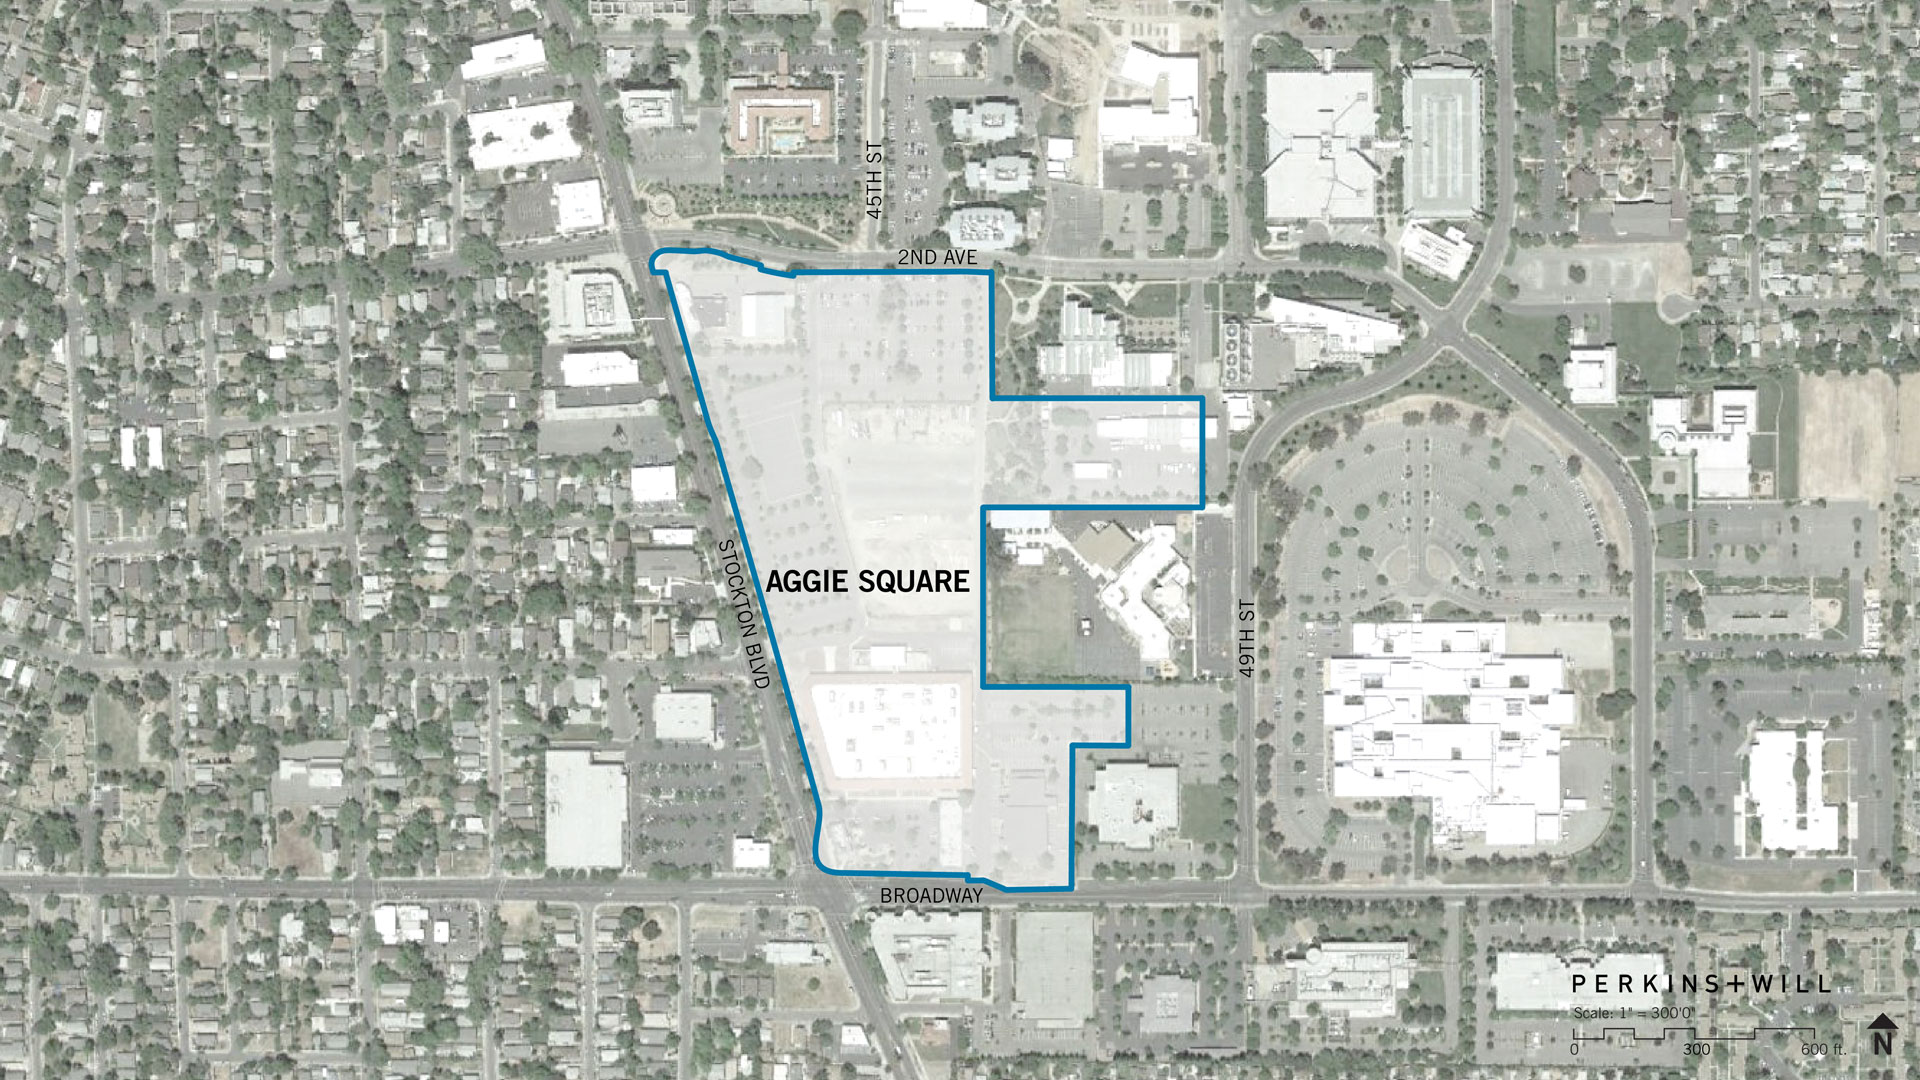 45TH ST
2ND AVE
STOCKTON BLVD
AGGIE SQUARE
49TH ST
BROADWAY
PERKINS+WILL
Scale: 1" = 300'0"
0 300 600 ft.
N